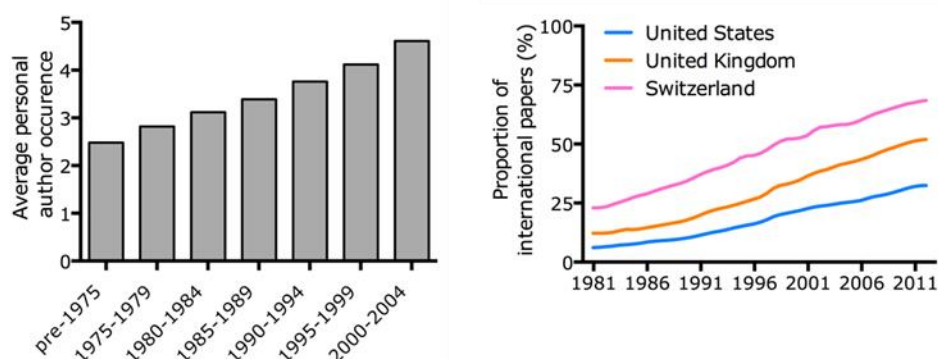 Average personal
author occurence
5
4
3
2
1
0
pre-1975
1975-1979
1980-1984
1985-1989
1990-1994
1995-1999
2000-2004
Proportion of
international papers (%)
100
75
50
25
0
United States
United Kingdom
Switzerland
1981 1986 1991 1996 2001 2006 2011